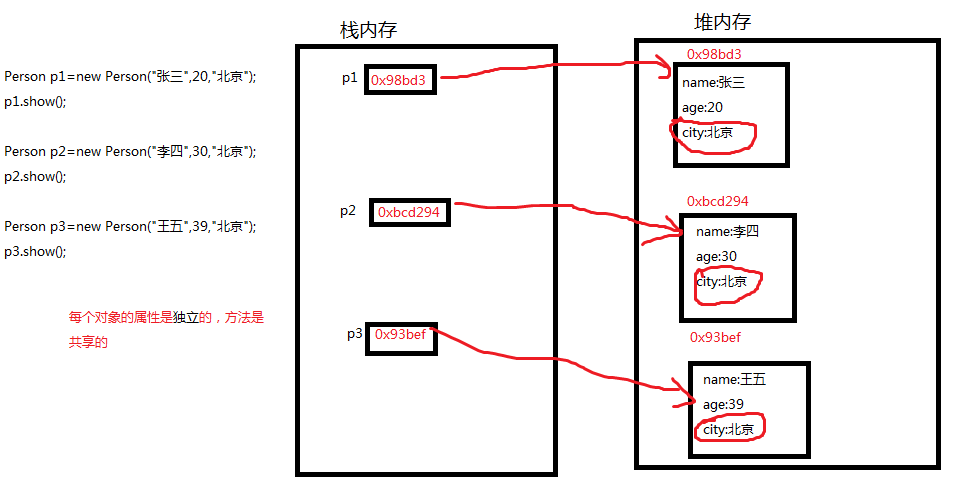 Person p1=new Person("张三",20,"北京");
p1.show();
Person p2=new Person("李四",30,"北京");
p2.show();
Person p3=new Person("王五",39,"北京");
p3.show();
每个对象的属性是独立的，方法是
共享的
栈内存
p1 0x98bd3
p2 0xbcd294
p3 0x93bef
堆内存
0x98bd3
name:张三
age:20
city:北京
0xbcd294
name:李四
age:30
city:北京
0x93bef
name:王五
age:39
city:北京